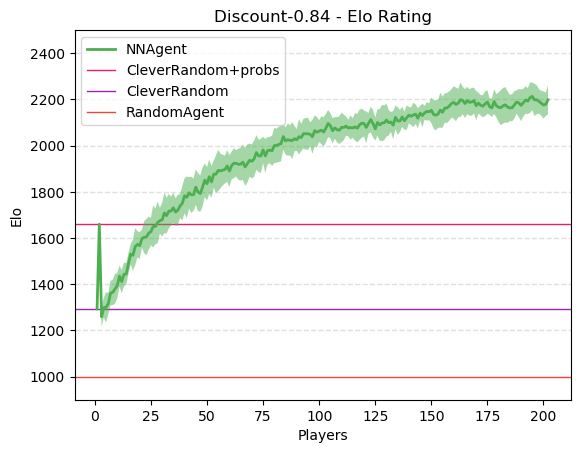 Discount-0.84 - Elo Rating
NNAgent
CleverRandom+probs
CleverRandom
RandomAgent
2400
2200
2000
1800
1600
1400
1200
1000
Elo
0
25
50
75
100
125
150
175
200
Players